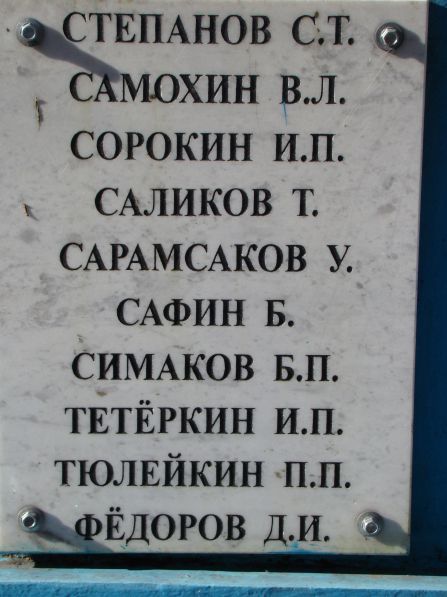 СТЕПАНОВ С.Т.
САМОХИН В.Л.
СОРОКИН И.П.
САЛИКОВ Т.
САРАМСАКОВ У.
САФИН Б.
СИМАКОВ Б.П.
ТЕТЁРКИН И.П.
ТЮЛЕЙКИН П.П.
ФЁДОРОВ Д.И.